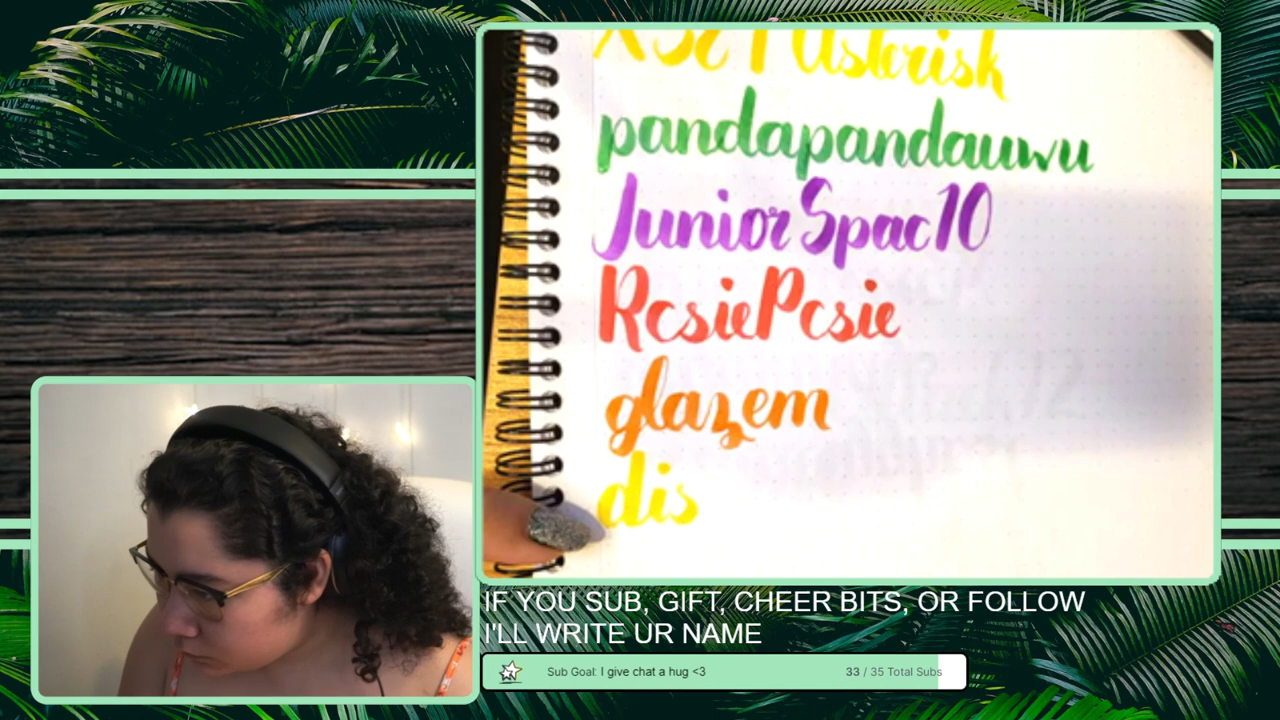 pandapandauwu
JuniorSpac10
RosiePosie
glazem
dis
IF YOU SUB, GIFT, CHEER BITS, OR FOLLOW
I'LL WRITE UR NAME
Sub Goal: I give chat a hug <3
33 / 35 Total Subs